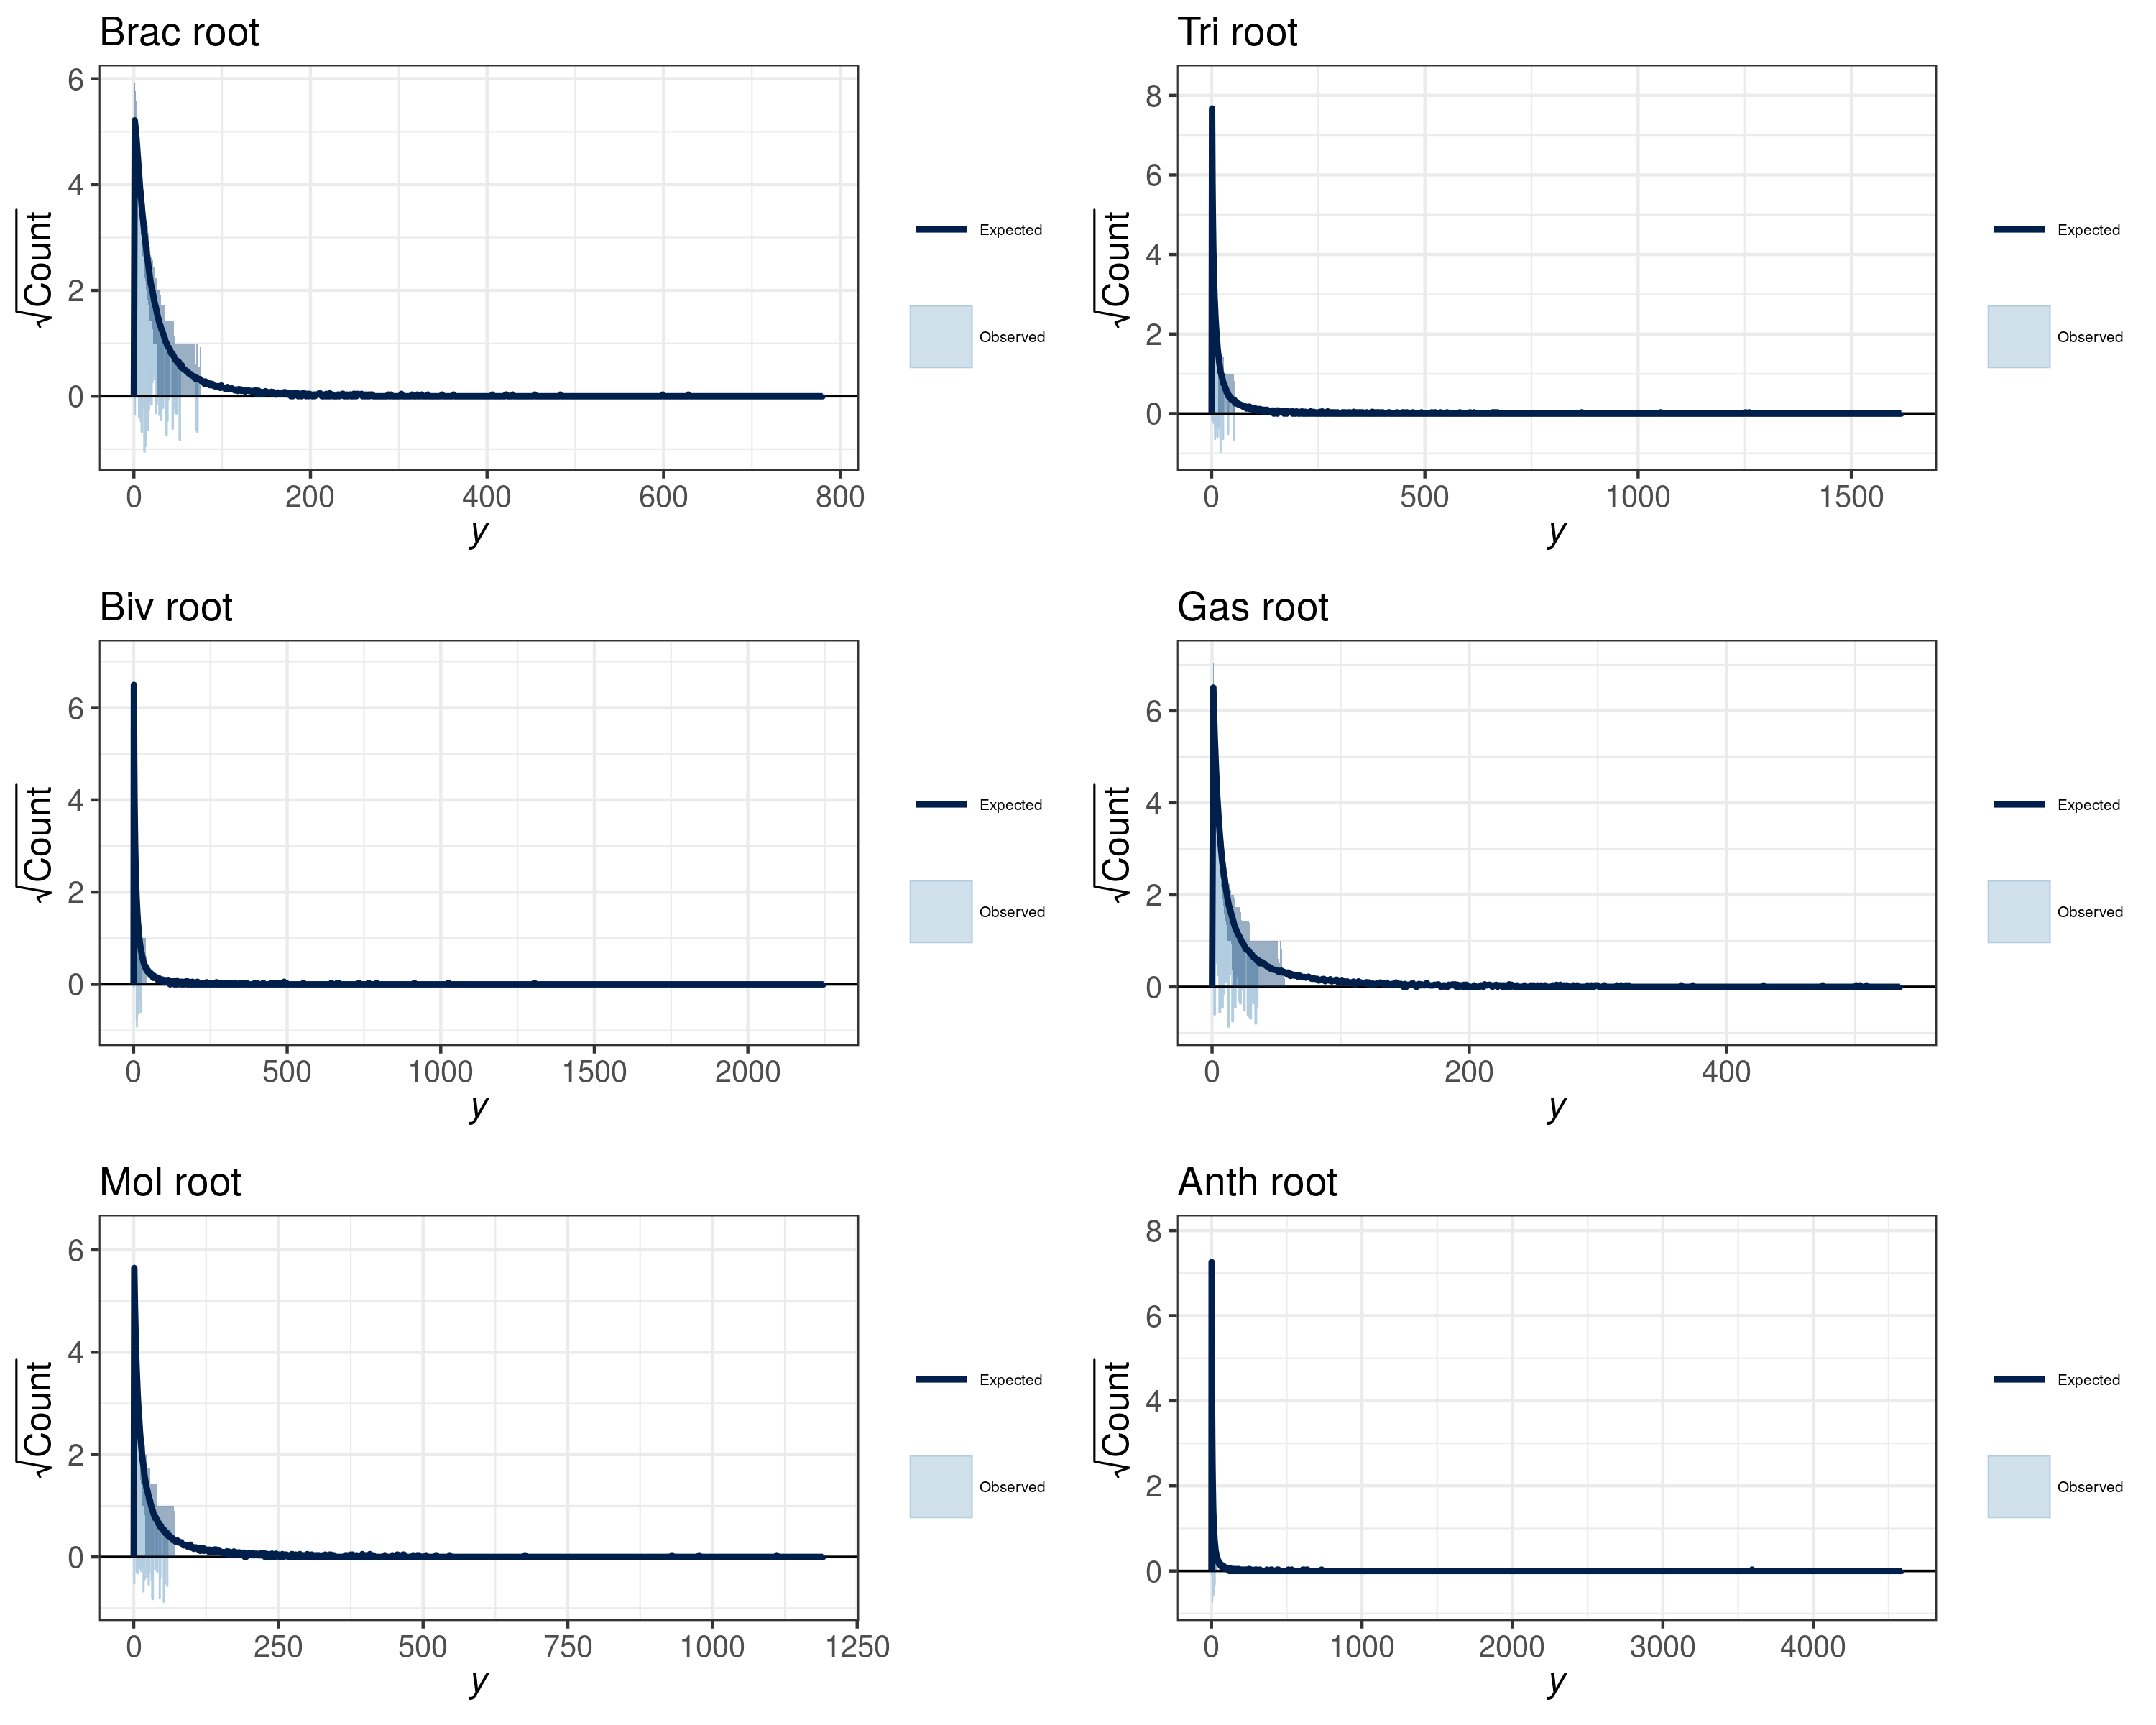 Brac root
6
4
2
0
√Count
0 200 400 600 800
y
Expected
Observed
Tri root
8
6
4
2
0
√Count
0 500 1000 1500
y
Expected
Observed
Biv root
6
4
2
0
√Count
0 500 1000 1500 2000
y
Expected
Observed
Gas root
6
4
2
0
√Count
0 200 400
y
Expected
Observed
Mol root
6
4
2
0
√Count
0 250 500 750 1000 1250
y
Expected
Observed
Anth root
8
6
4
2
0
√Count
0 1000 2000 3000 4000
y
Expected
Observed